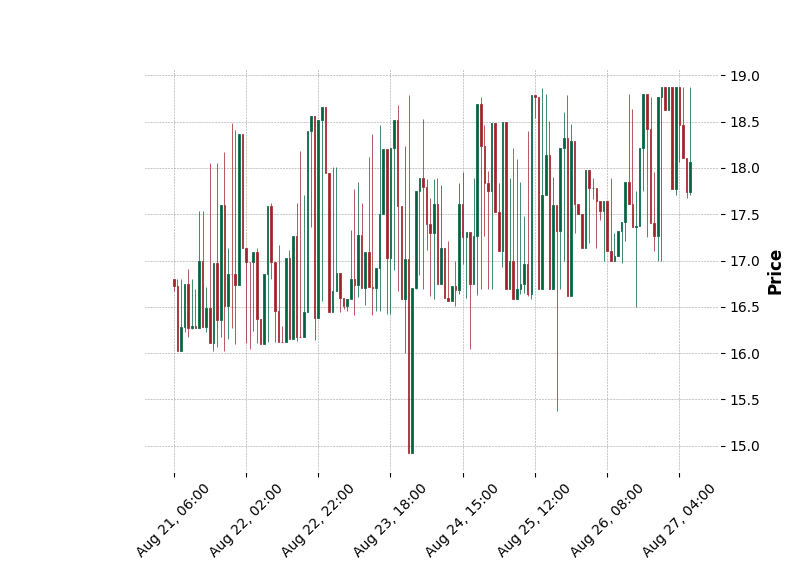 19.0
18.5
18.0
17.5
17.0
16.5
16.0
15.5
15.0
Price
Aug 21, 06:00
Aug 22, 02:00
Aug 22, 22:00
Aug 23, 18:00
Aug 24, 15:00
Aug 25, 12:00
Aug 26, 08:00
Aug 27, 04:00